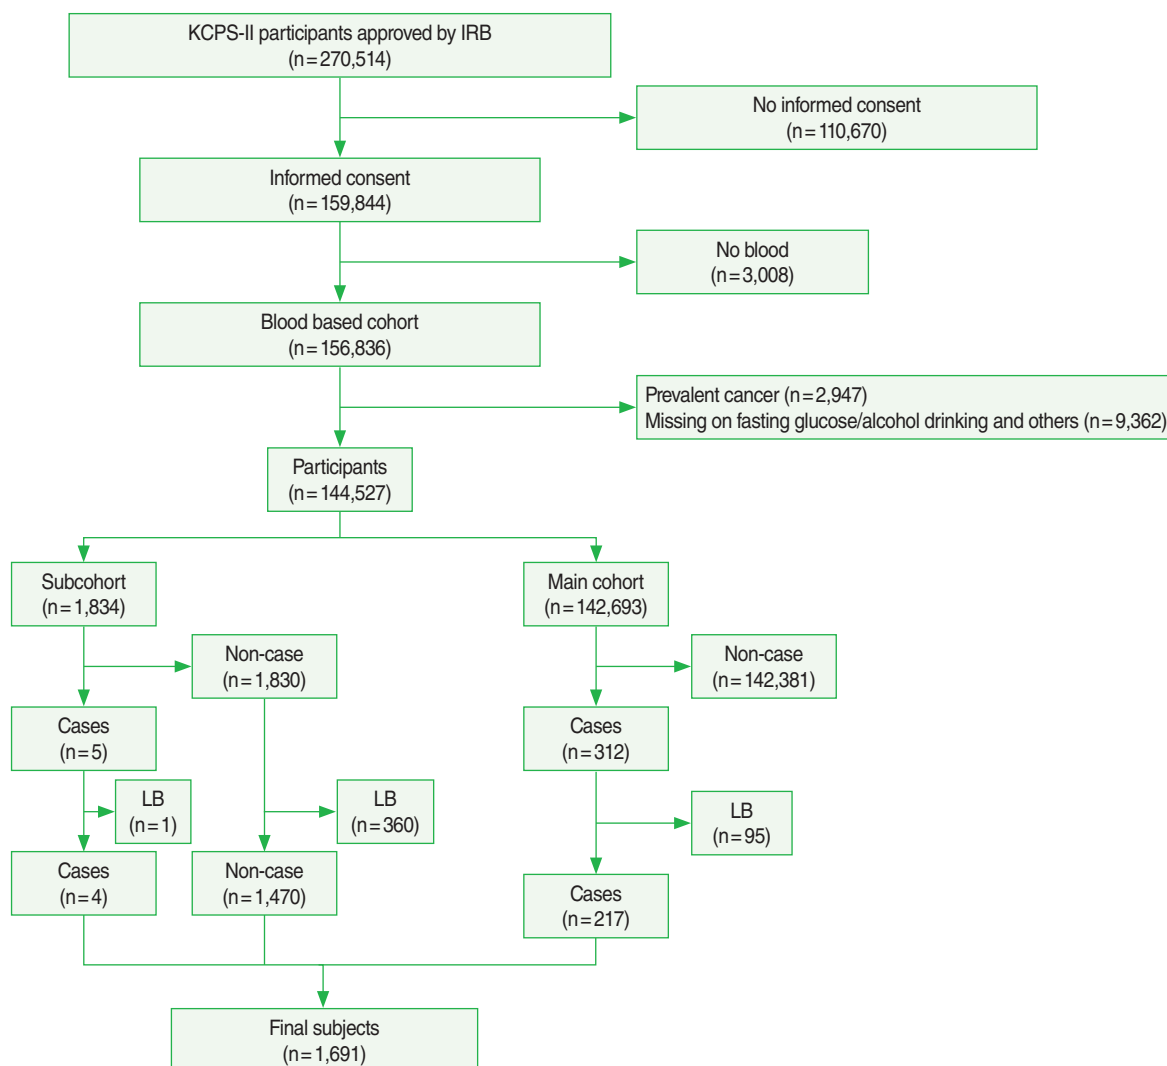 KCPS-II participants approved by IRB
(n=270,514)
No informed consent
(n=110,670)
Informed consent
(n=159,844)
No blood
(n=3,008)
Blood based cohort
(n=156,836)
Prevalent cancer (n=2,947)
Missing on fasting glucose/alcohol drinking and others (n=9,362)
Participants
(n=144,527)
Subcohort
(n=1,834)
Main cohort
(n=142,693)
Non-case
(n=1,830)
Non-case
(n=142,381)
Cases
(n=5)
Cases
(n=312)
LB
(n=1)
LB
(n=360)
LB
(n=95)
Cases
(n=4)
Non-case
(n=1,470)
Cases
(n=217)
Final subjects
(n=1,691)